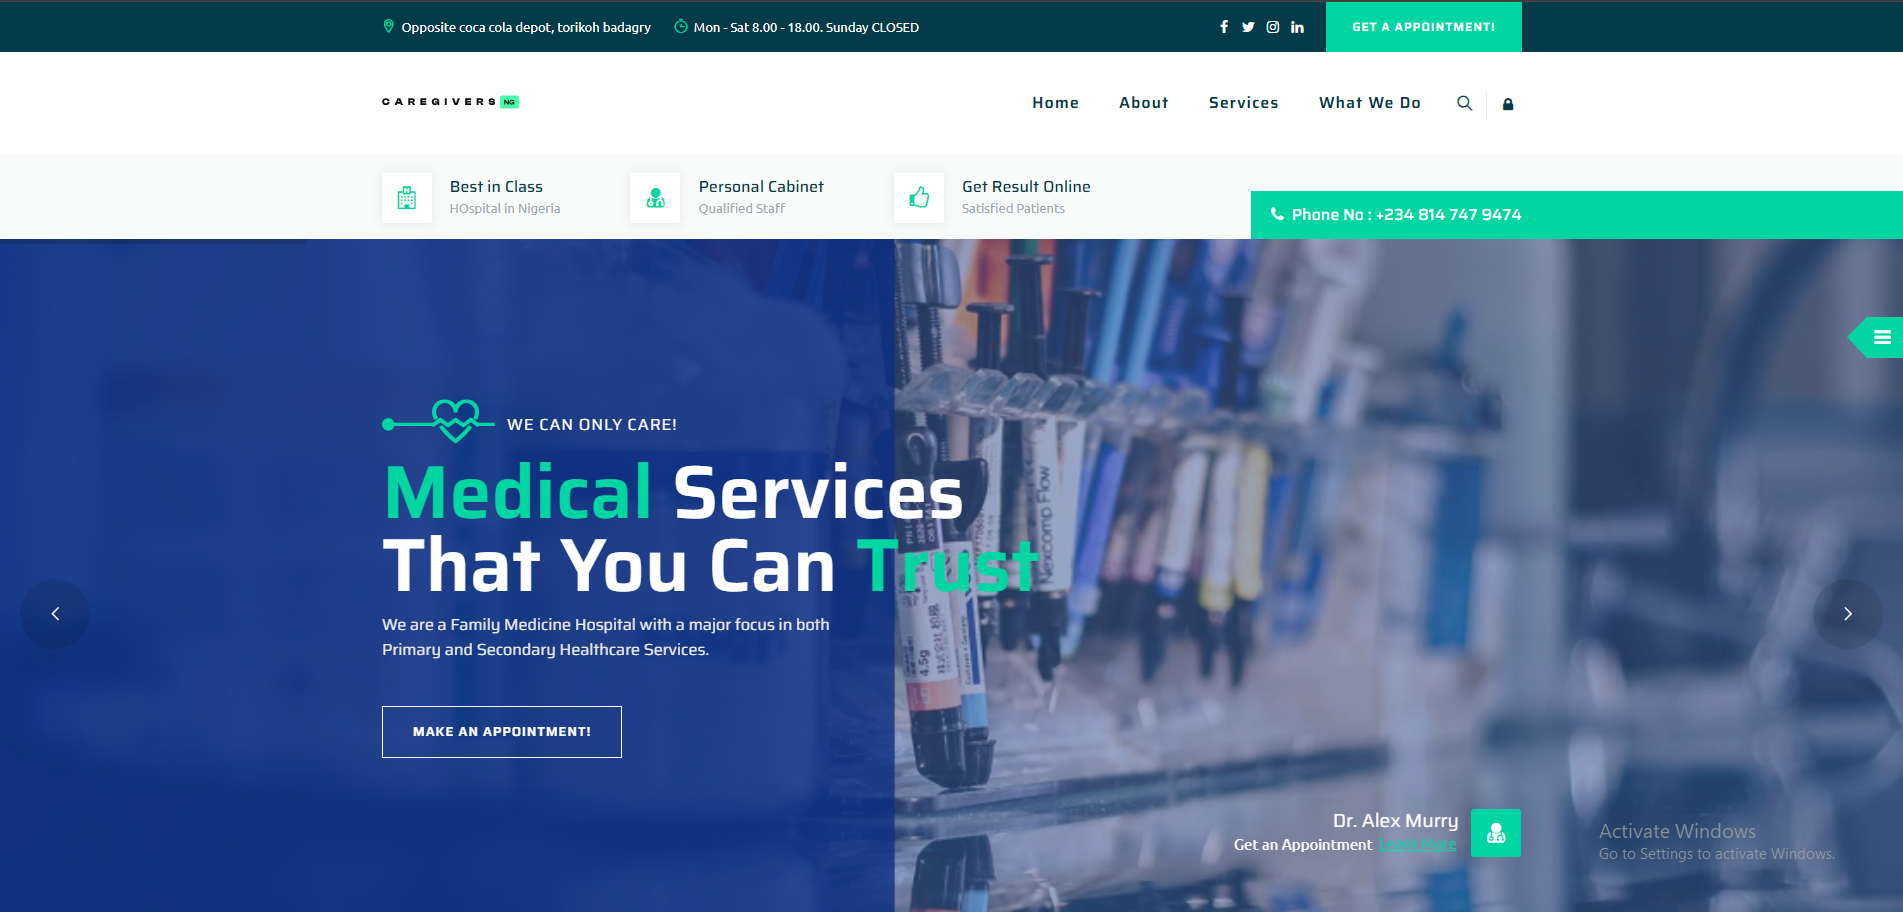 Opposite coca cola depot, torikoh badagry
Mon - Sat 8.00 - 18.00. Sunday CLOSED
GET A APPOINTMENT!
CAREGIVERS NG
Home
About
Services
What We Do
Best in Class
HOspital in Nigeria
Personal Cabinet
Qualified Staff
Get Result Online
Satisfied Patients
Phone No : +234 814 747 9474
WE CAN ONLY CARE!
Medical Services
That You Can Trust
We are a Family Medicine Hospital with a major focus in both
Primary and Secondary Healthcare Services.
MAKE AN APPOINTMENT!
Nexcomp Flow
4.5g
Dr. Alex Murry
Get an Appointment Learn More
Activate Windows
Go to Settings to activate Windows.